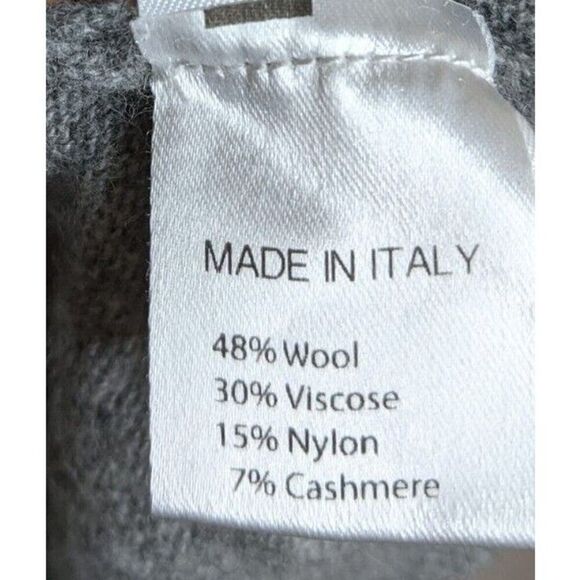 MADE IN ITALY
48% Wool
30% Viscose
15% Nylon
7% Cashmere